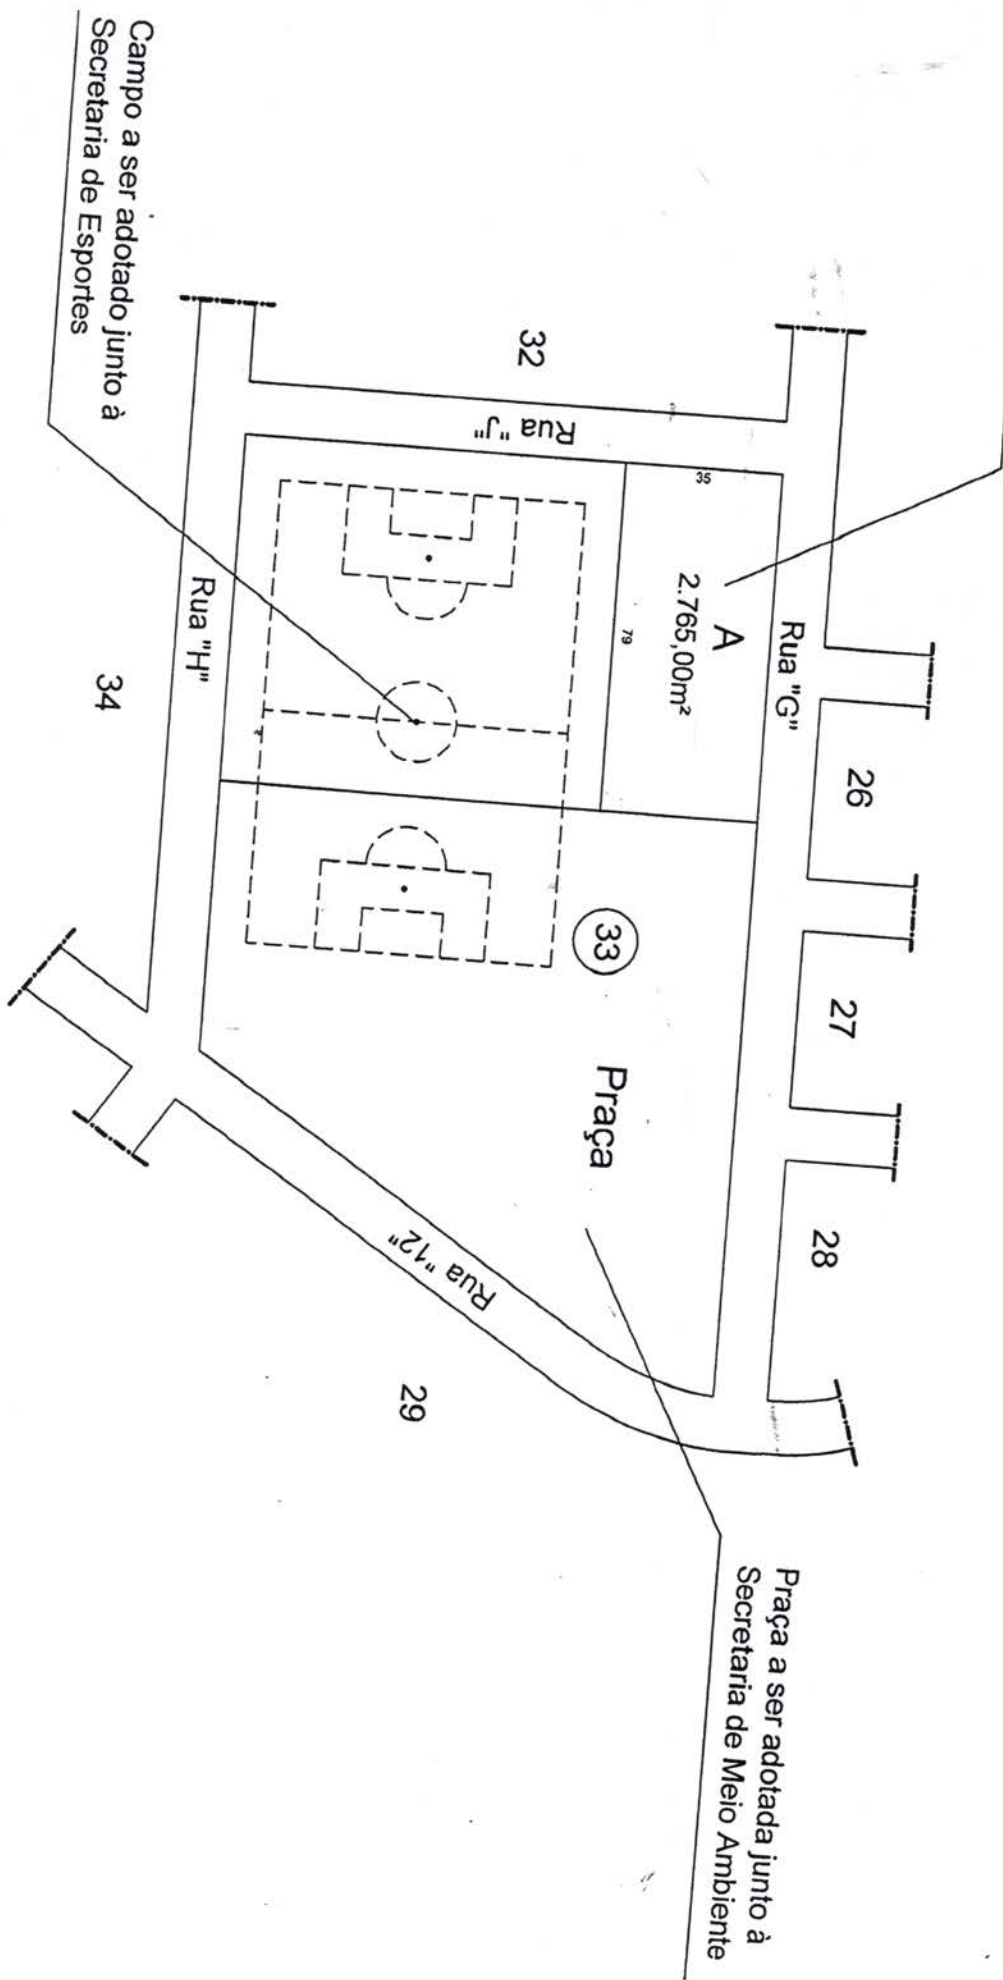 Campo a ser adotado junto à
Secretaria de Esportes
32
Rua "J"
35
A
2.765,00m²
79
Rua "G"
Rua "H"
34
26
33
27
Praça
28
Rua "12"
29
Praça a ser adotada junto à
Secretaria de Meio Ambiente